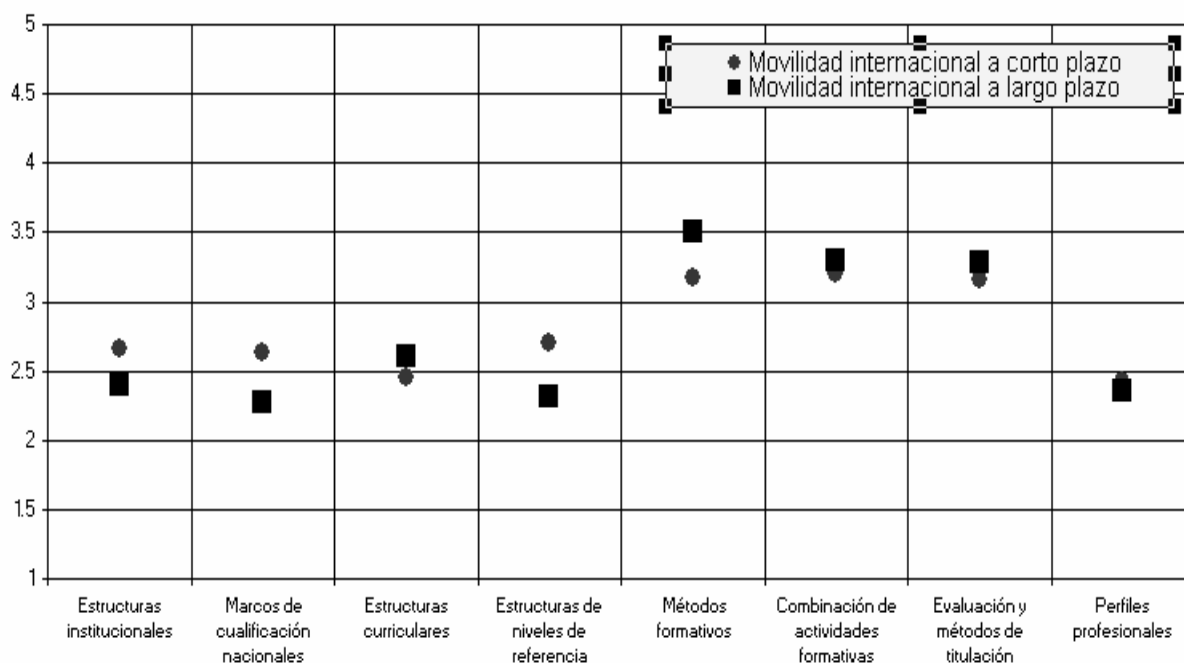 5
4.5
4
3.5
3
2.5
2
1.5
1
Movilidad internacional a corto plazo
Movilidad internacional a largo plazo
Estructuras
institucionales
Marcos de
cualificación
nacionales
Estructuras
curriculares
Estructuras de
niveles de
referencia
Métodos
formativos
Combinación de
actividades
formativas
Evaluación y
métodos de
titulación
Perfiles
profesionales